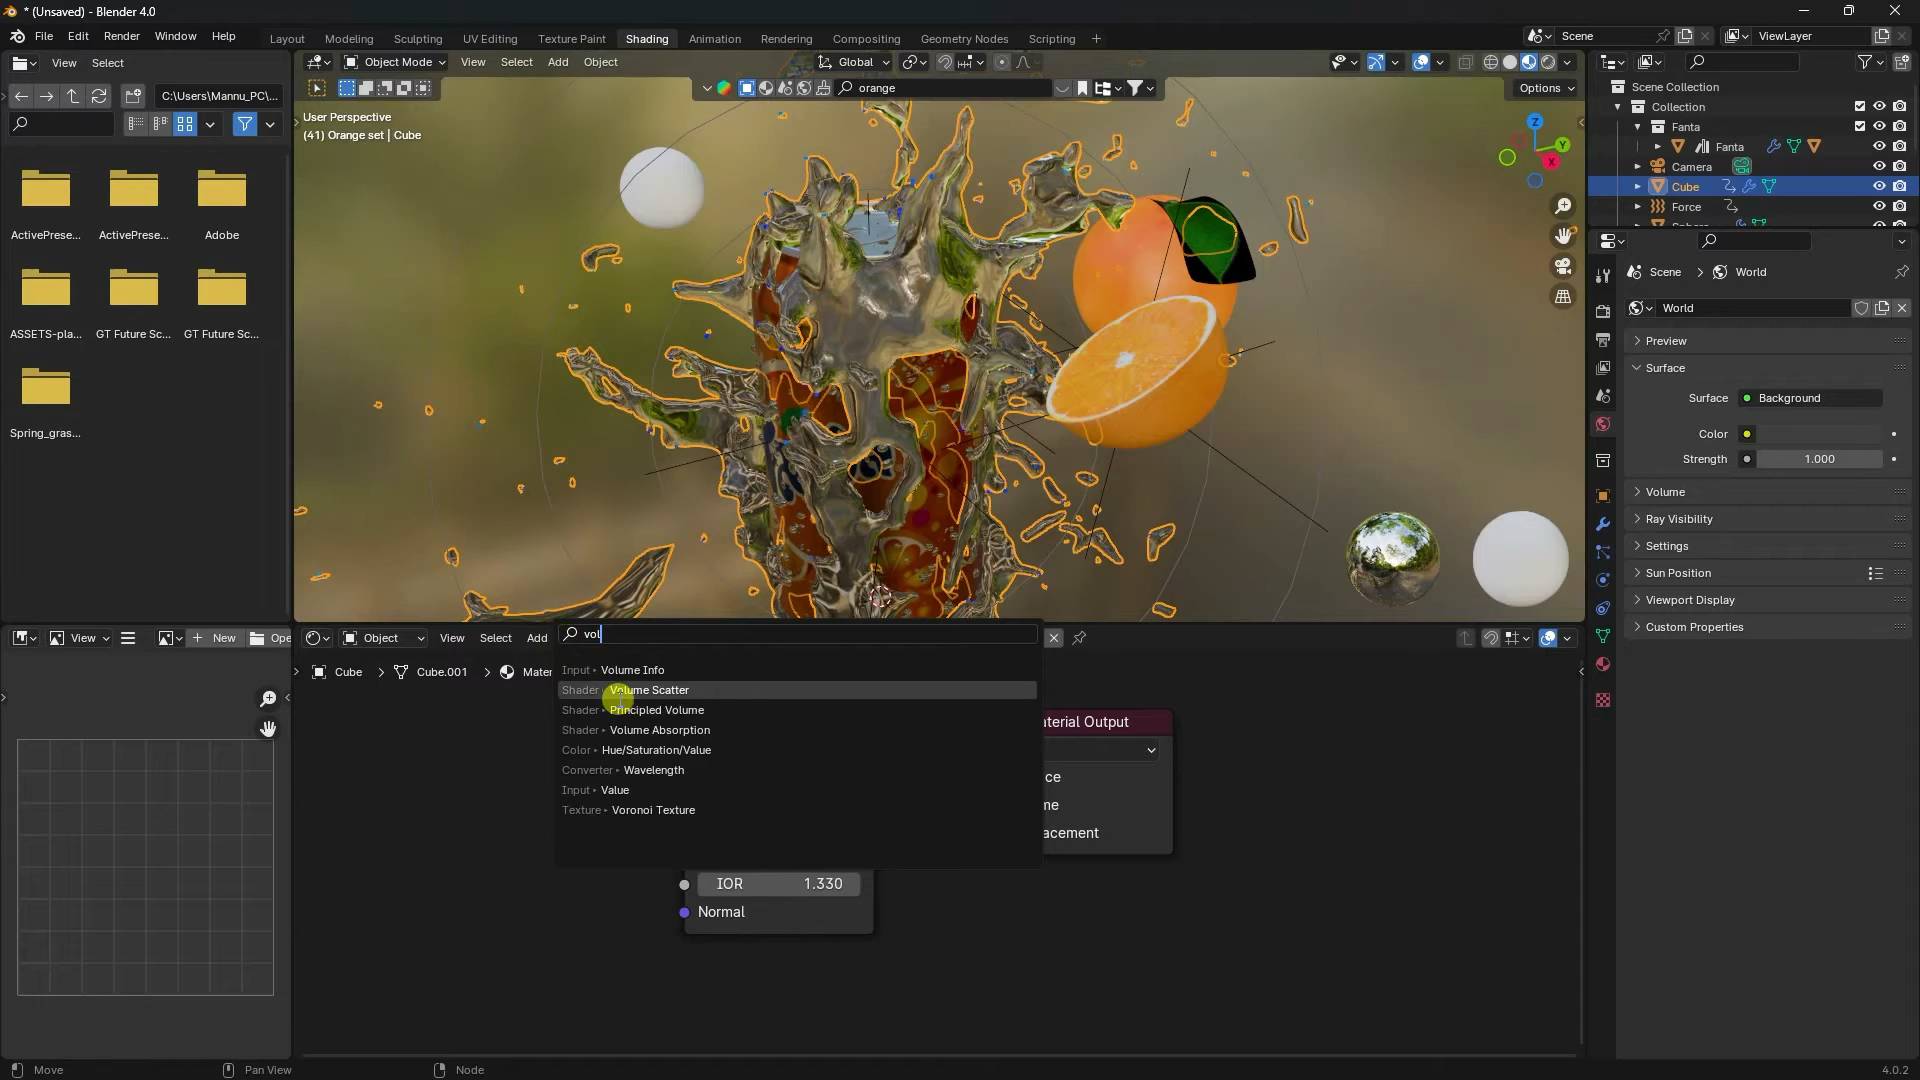 * (Unsaved) - Blender 4.0
File Edit Render Window Help
Layout Modeling Sculpting UV Editing Texture Paint Shading Animation Rendering Compositing Geometry Nodes Scripting
Scene
ViewLayer
View Select
Object Mode View Select Add Object
Global
C:\Users\Mannu_PC\...
orange
Options
User Perspective
(41) Orange set | Cube
Z
Y
X
ActivePrese...
ActivePrese...
Adobe
ASSETS-pla...
GT Future Sc...
GT Future Sc...
Spring_gras...
Scene Collection
Collection
Fanta
Fanta
Camera
Cube
Force
Scene > World
World
Preview
Surface
Surface Background
Color
Strength 1.000
Volume
Ray Visibility
Settings
Sun Position
Viewport Display
Custom Properties
View
New
Ope
Object View Select Add
vol
Cube > Cube.001 > Mater
Input Volume Info
Shader Volume Scatter
Shader Principled Volume
Shader Volume Absorption
Color Hue/Saturation/Value
Converter Wavelength
Input Value
Texture Voronoi Texture
aterial Output
ce
me
acement
IOR 1.330
Normal
Move
Pan View
Node
4.0.2